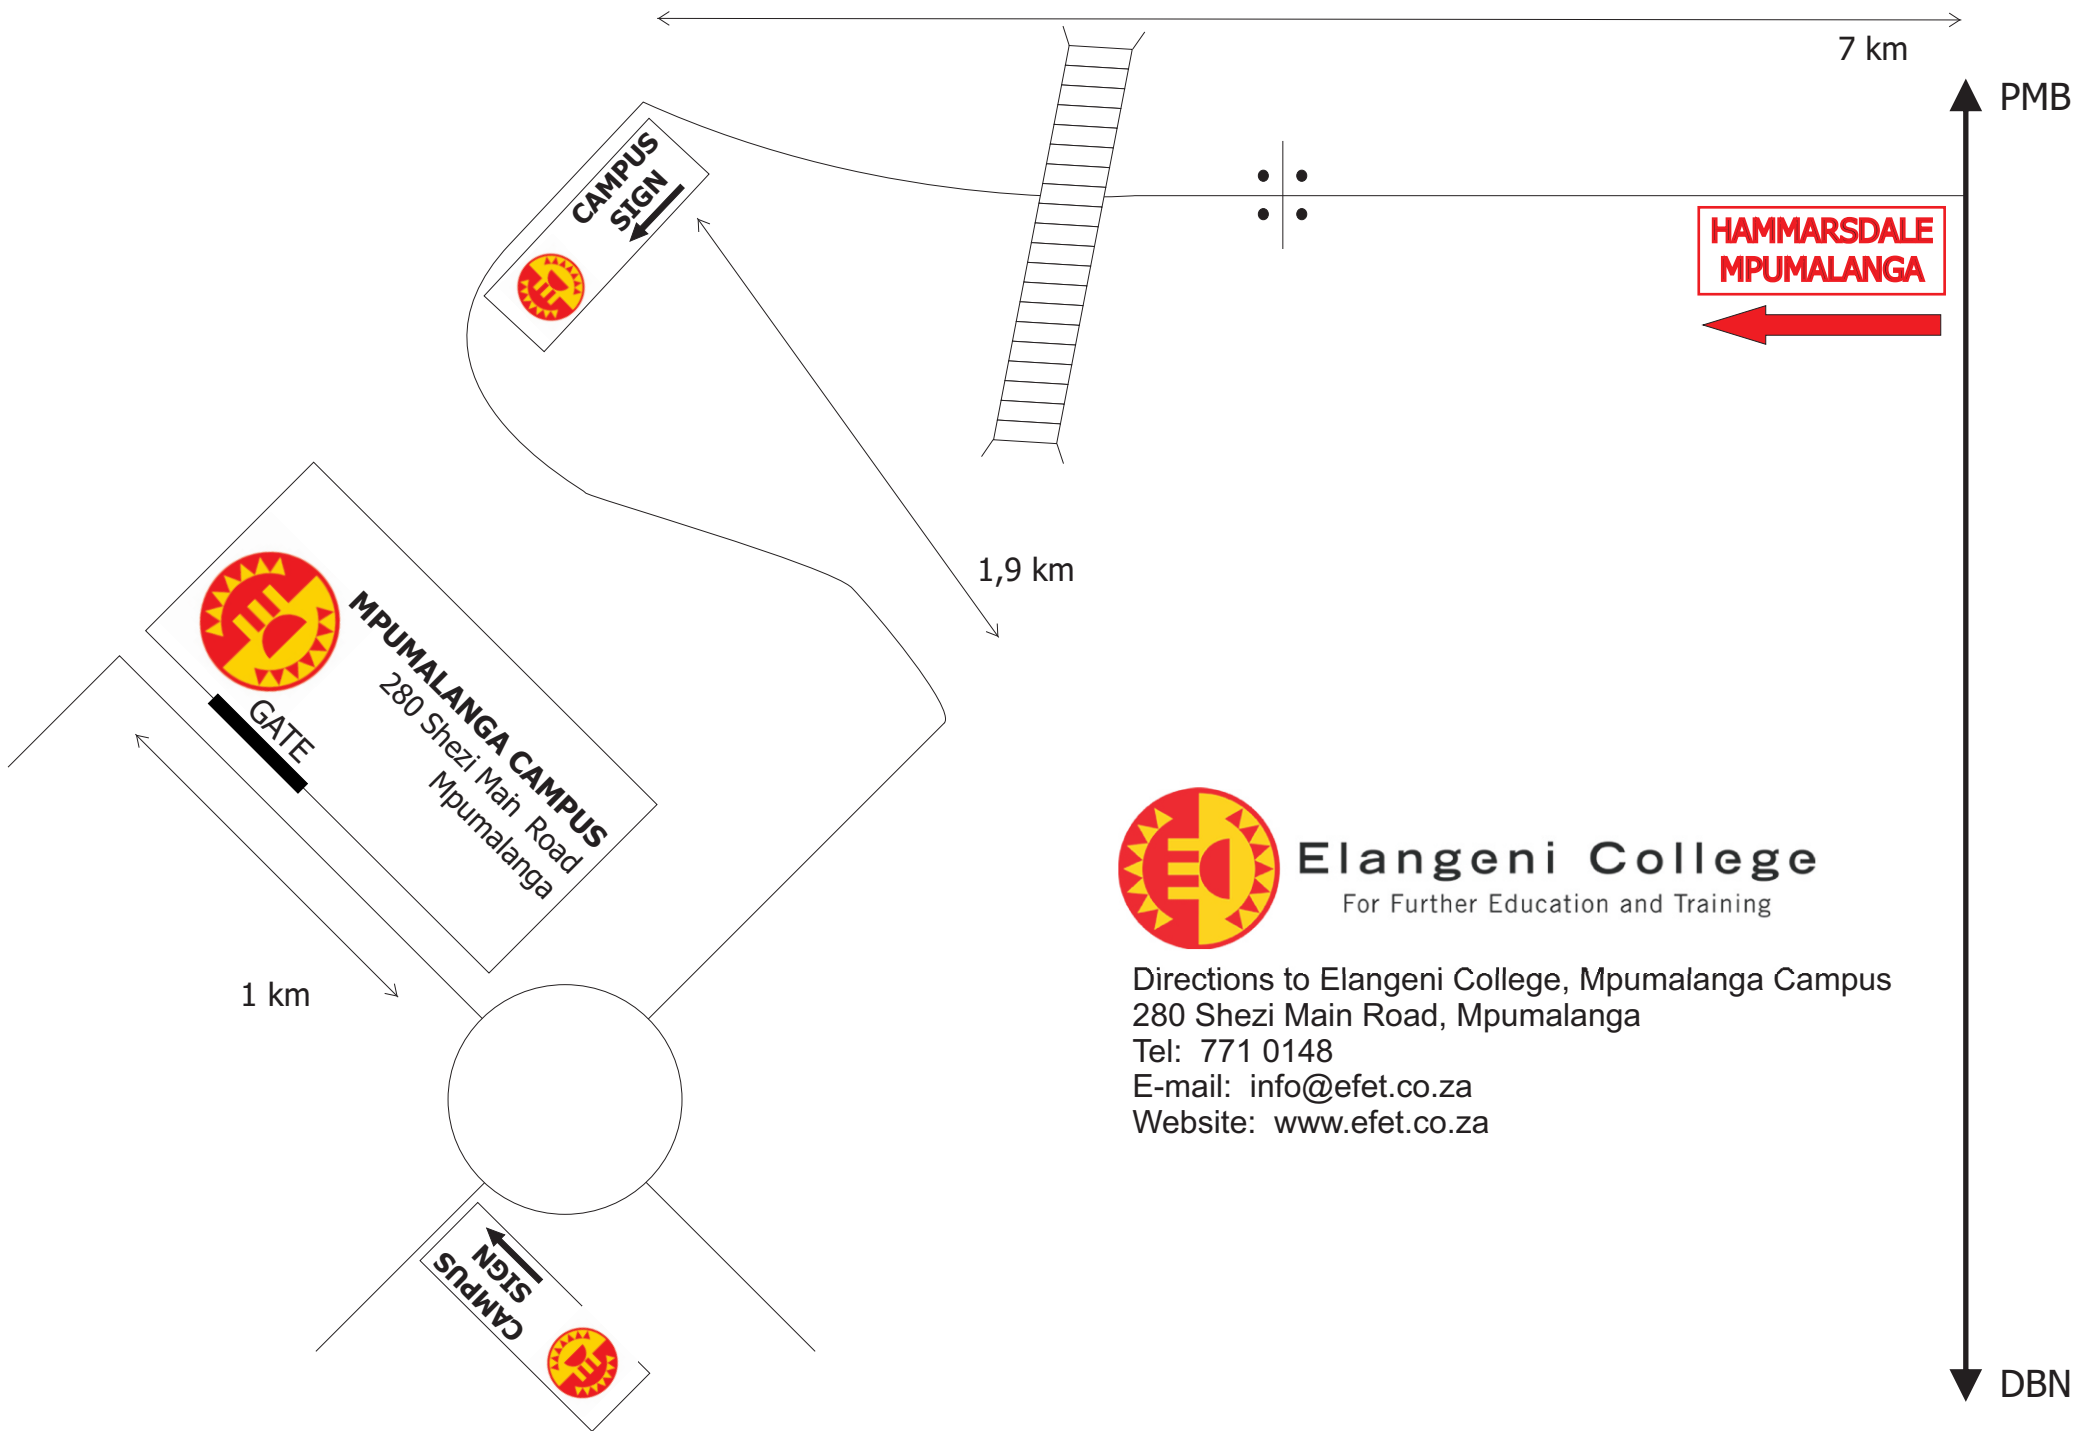 7 km
PMB
CAMPUS
SIGN
HAMMARSDALE
MPUMALANGA
1,9 km
MPUMALANGA CAMPUS
280 Shezi Main Road
Mpumalanga
GATE
1 km
Elangeni College
For Further Education and Training
Directions to Elangeni College, Mpumalanga Campus
280 Shezi Main Road, Mpumalanga
Tel: 771 0148
E-mail: info@efet.co.za
Website: www.efet.co.za
CAMPUS
SIGN
DBN